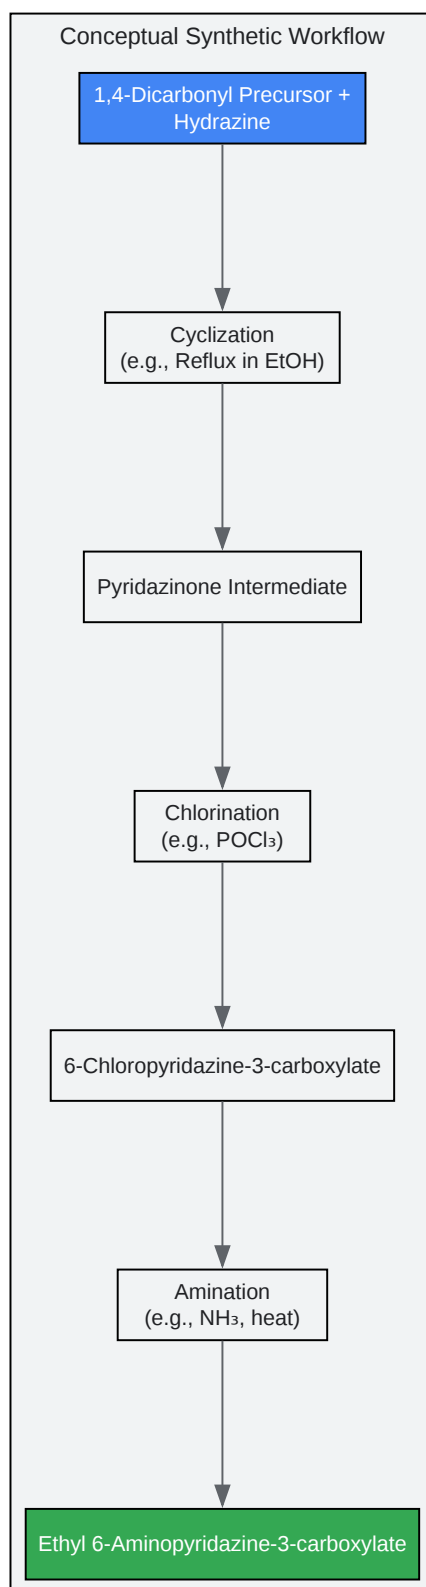 Conceptual Synthetic Workflow
1,4-Dicarbonyl Precursor +
Hydrazine
Cyclization
(e.g., Reflux in EtOH)
Pyridazinone Intermediate
Chlorination
(e.g., POCl₃)
6-Chloropyridazine-3-carboxylate
Amination
(e.g., NH₃, heat)
Ethyl 6-Aminopyridazine-3-carboxylate